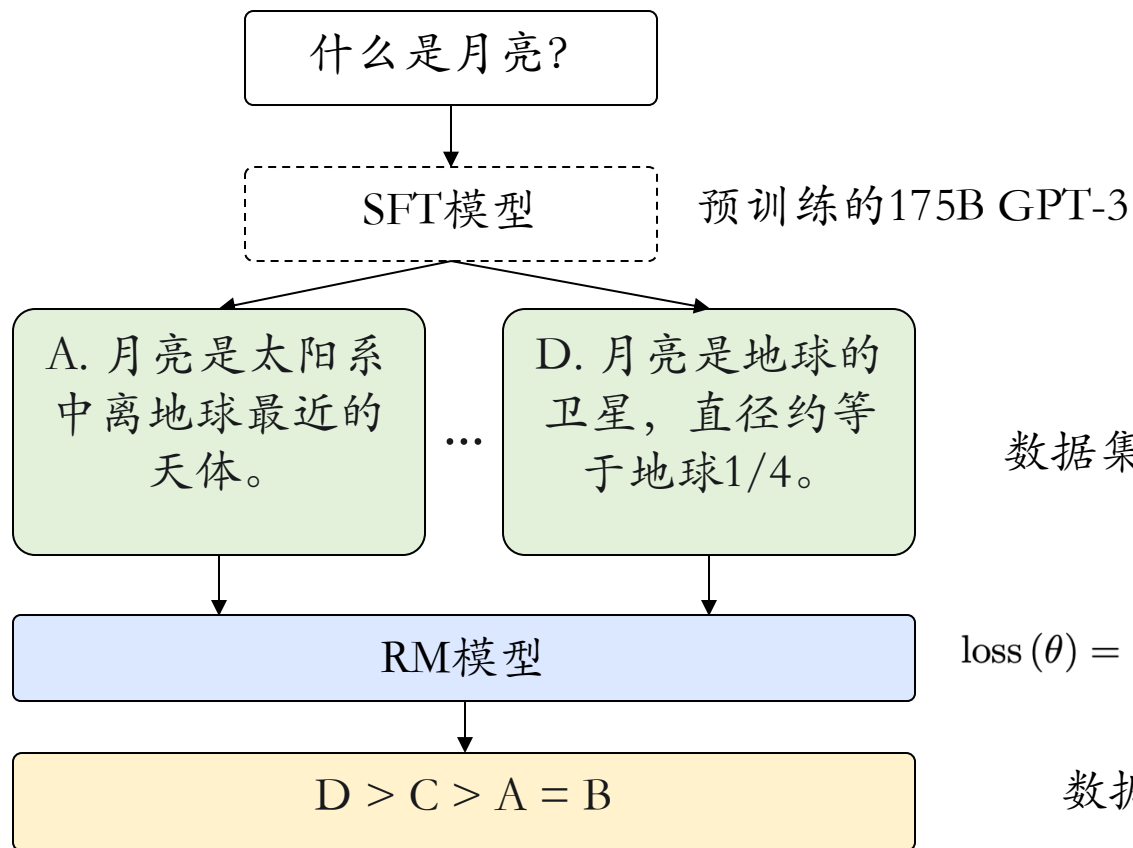 什么是月亮?
SFT模型
预训练的175B GPT-3
A. 月亮是太阳系
中离地球最近的
天体。
...
D. 月亮是地球的
卫星，直径约等
于地球1/4。
数据集
RM模型
loss (θ) =
D > C > A = B
数据